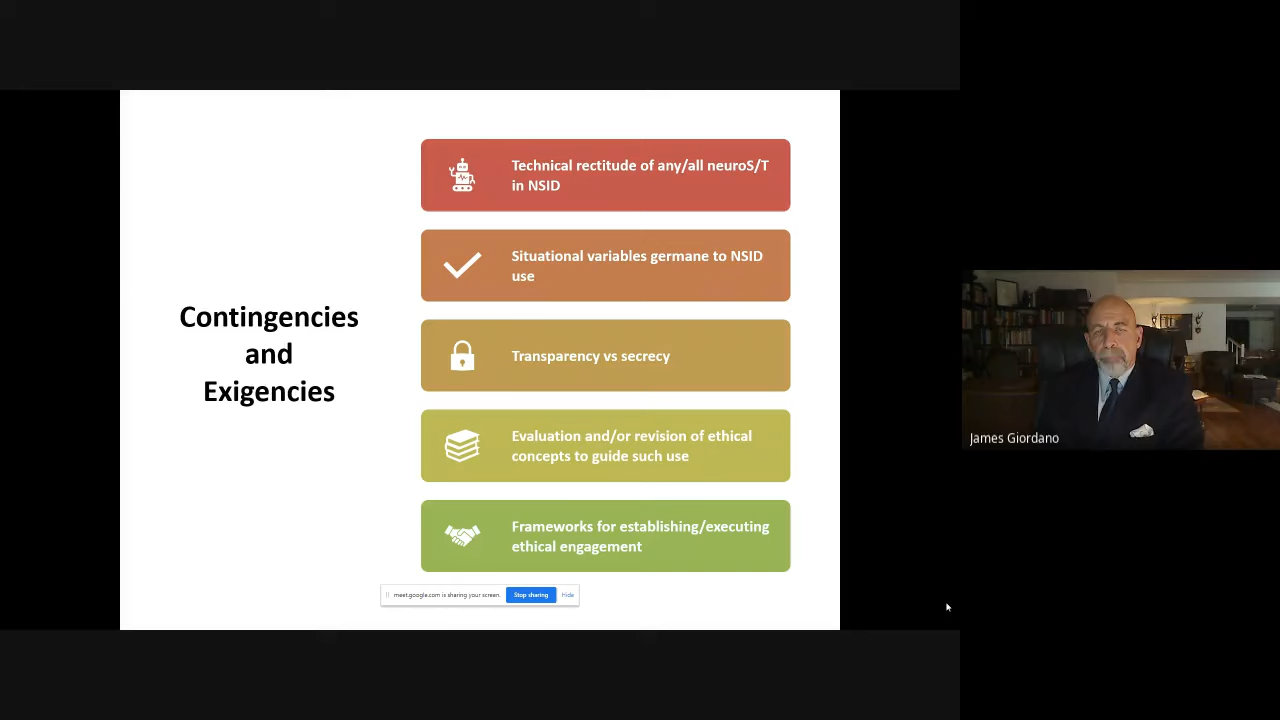 Contingencies
and
Exigencies
Technical rectitude of any/all neuroS/T
in NSID
Situational variables germane to NSID
use
Transparency vs secrecy
Evaluation and/or revision of ethical
concepts to guide such use
Frameworks for establishing/executing
ethical engagement
meet.google.com is sharing your screen.
Stop sharing
Hide
James Giordano